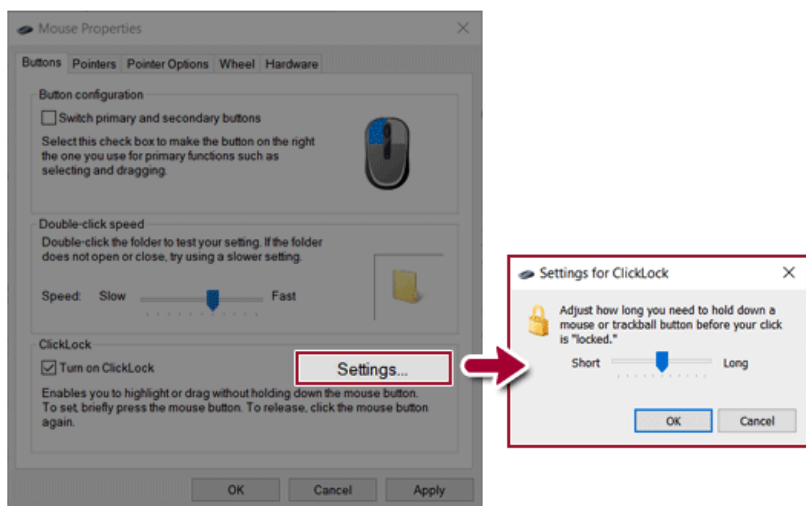 Mouse Properties
Buttons Pointers Pointer Options Wheel Hardware
Button configuration
Switch primary and secondary buttons
Select this check box to make the button on the right
the one you use for primary functions such as
selecting and dragging.
Double-click speed
Double-click the folder to test your setting. If the folder
does not open or close, try using a slower setting.
Speed: Slow Fast
ClickLock
Turn on ClickLock
Settings...
Enables you to highlight or drag without holding down the mouse button.
To set, briefly press the mouse button. To release, click the mouse button
again.
OK Cancel Apply
Settings for ClickLock
Adjust how long you need to hold down a
mouse or trackball button before your click
is "locked."
Short Long
OK Cancel